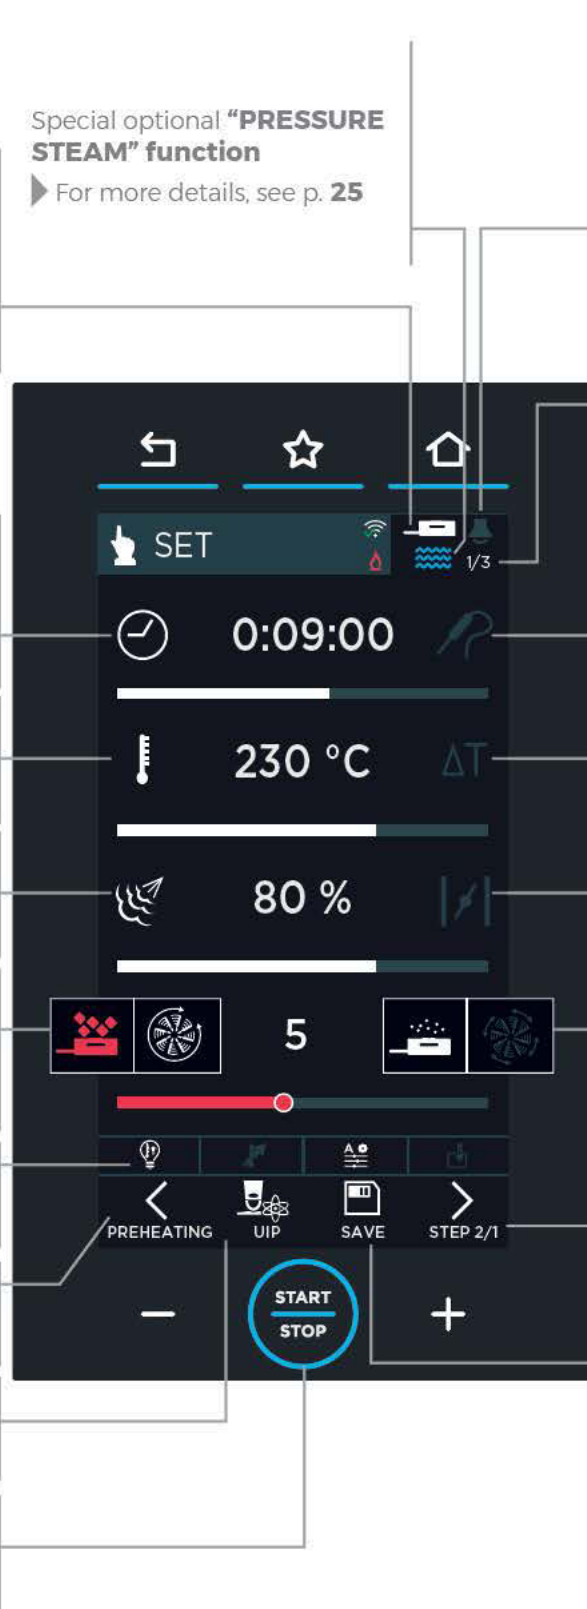 Special optional “PRESSURE
STEAM” function
For more details, see p. 25
SET
1/3
0:09:00
230 °C
ΔT
80 %
5
A
PREHEATING
UIP
SAVE
STEP 2/1
−
START
STOP
+